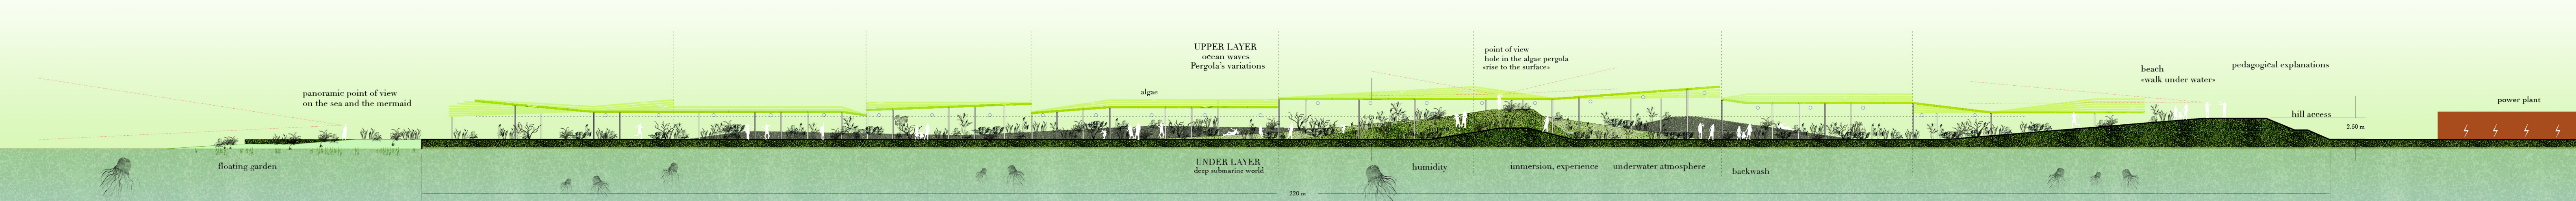 panoramic point of view
on the sea and the mermaid
floating garden
algae
UPPER LAYER
ocean waves
Pergola's variations
UNDER LAYER
deep submarine world
220 m
point of view
hole in the algae pergola
«rise to the surface»
humidity
immersion, experience
underwater atmosphere
backwash
beach
«walk under water»
pedagogical explanations
hill access
2.50 m
power plant